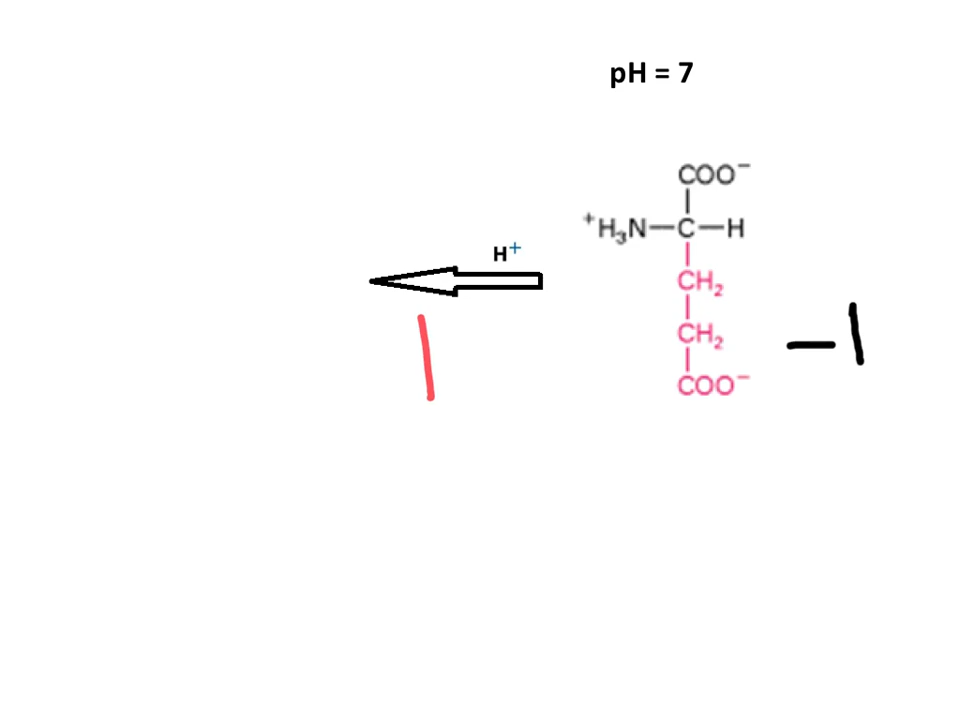 pH = 7
COO⁻
⁺H₃N—C—H
H⁺
CH₂
CH₂
–1
COO⁻